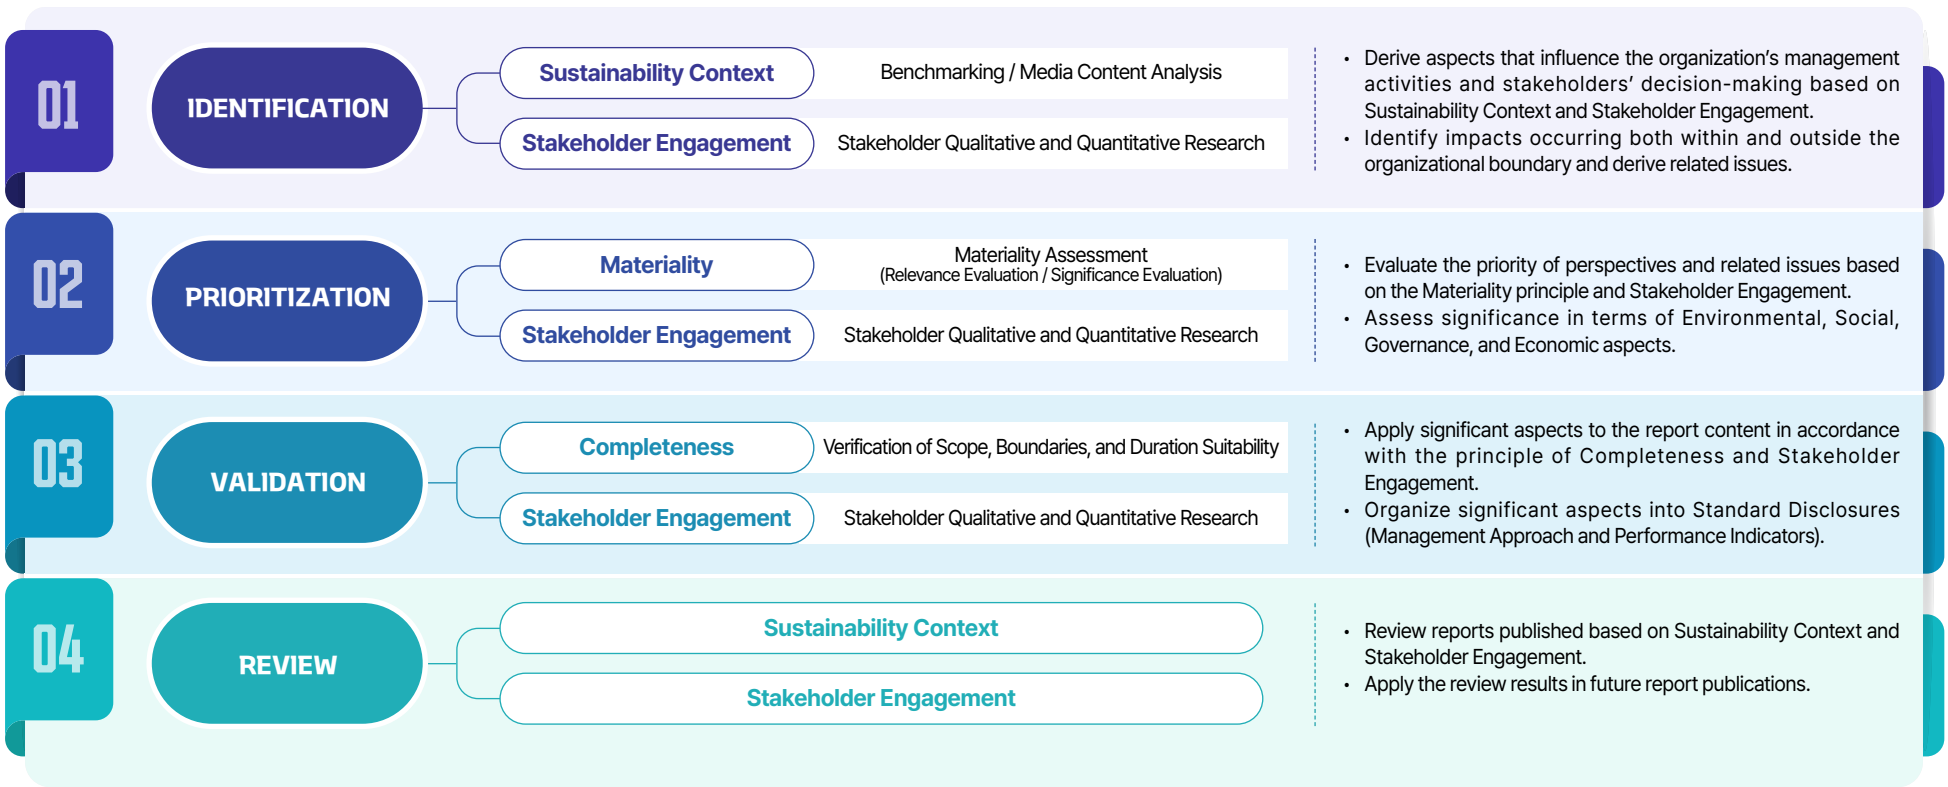 01
IDENTIFICATION
Sustainability Context
Benchmarking / Media Content Analysis
Stakeholder Engagement
Stakeholder Qualitative and Quantitative Research
• Derive aspects that influence the organization's management
activities and stakeholders' decision-making based on
Sustainability Context and Stakeholder Engagement.
• Identify impacts occurring both within and outside the
organizational boundary and derive related issues.
02
PRIORITIZATION
Materiality
Materiality Assessment
(Relevance Evaluation / Significance Evaluation)
Stakeholder Engagement
Stakeholder Qualitative and Quantitative Research
• Evaluate the priority of perspectives and related issues based
on the Materiality principle and Stakeholder Engagement.
• Assess significance in terms of Environmental, Social,
Governance, and Economic aspects.
03
VALIDATION
Completeness
Verification of Scope, Boundaries, and Duration Suitability
Stakeholder Engagement
Stakeholder Qualitative and Quantitative Research
• Apply significant aspects to the report content in accordance
with the principle of Completeness and Stakeholder
Engagement.
• Organize significant aspects into Standard Disclosures
(Management Approach and Performance Indicators).
04
REVIEW
Sustainability Context
Stakeholder Engagement
• Review reports published based on Sustainability Context and
Stakeholder Engagement.
• Apply the review results in future report publications.